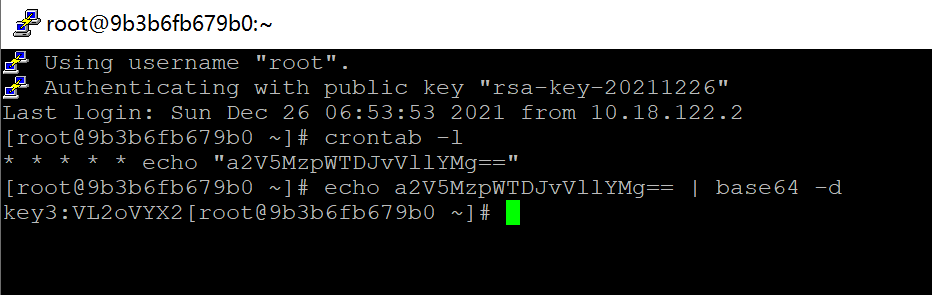 root@9b3b6fb679b0:~
Using username "root".
Authenticating with public key "rsa-key-20211226"
Last login: Sun Dec 26 06:53:53 2021 from 10.18.122.2
[root@9b3b6fb679b0 ~]# crontab -l
* * * * * echo "a2V5MzpWTDJvVllYMg=="
[root@9b3b6fb679b0 ~]# echo a2V5MzpWTDJvVllYMg== | base64 -d
key3:VL2oVYX2[root@9b3b6fb679b0 ~]#